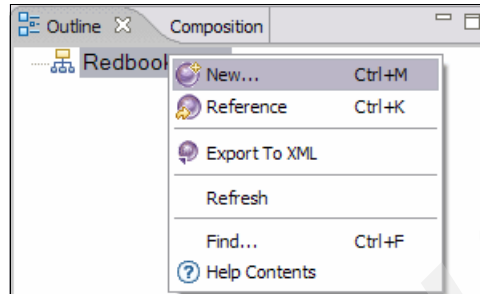 Outline Composition
Redbook
New... Ctrl+M
Reference Ctrl+K
Export To XML
Refresh
Find... Ctrl+F
Help Contents